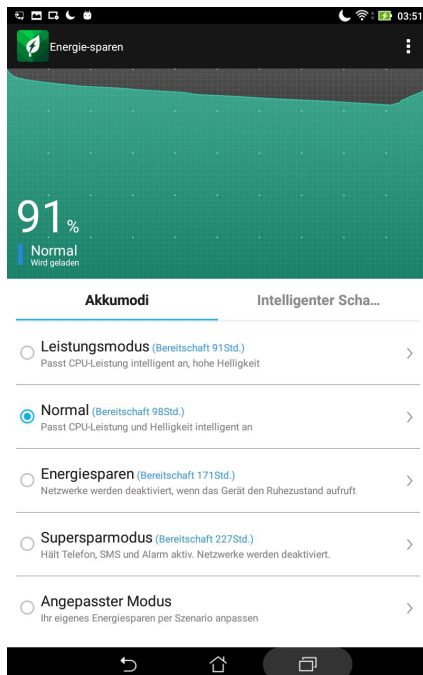 03:51
Energie-sparen
91%
Normal
Wird geladen
Akkumodi
Intelligenter Scha...
Leistungsmodus (Bereitschaft 91Std.)
Passt CPU-Leistung intelligent an, hohe Helligkeit
Normal (Bereitschaft 98Std.)
Passt CPU-Leistung und Helligkeit intelligent an
Energiesparen (Bereitschaft 171Std.)
Netzwerke werden deaktiviert, wenn das Gerät den Ruhezustand aufruft
Supersparmodus (Bereitschaft 227Std.)
Hält Telefon, SMS und Alarm aktiv. Netzwerke werden deaktiviert.
Angepasster Modus
Ihr eigenes Energiesparen per Szenario anpassen